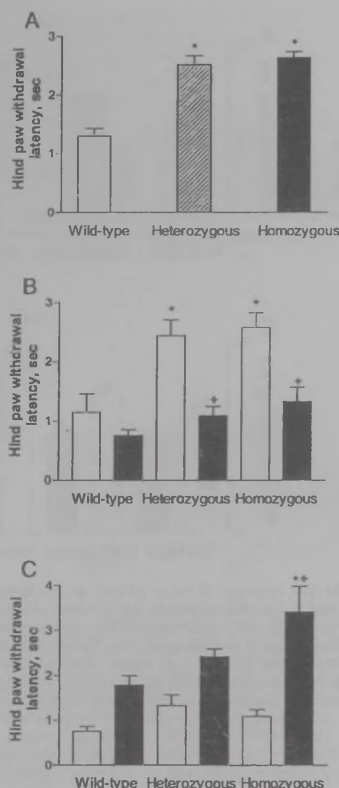 A
Hind paw withdrawal
latency, sec
3
2
1
0
*
*
Wild-type Heterozygous Homozygous
B
Hind paw withdrawal
latency, sec
3
2
1
0
*
+
*
+
Wild-type Heterozygous Homozygous
C
Hind paw withdrawal
latency, sec
4
3
2
1
0
*+
Wild-type Heterozygous Homozygous